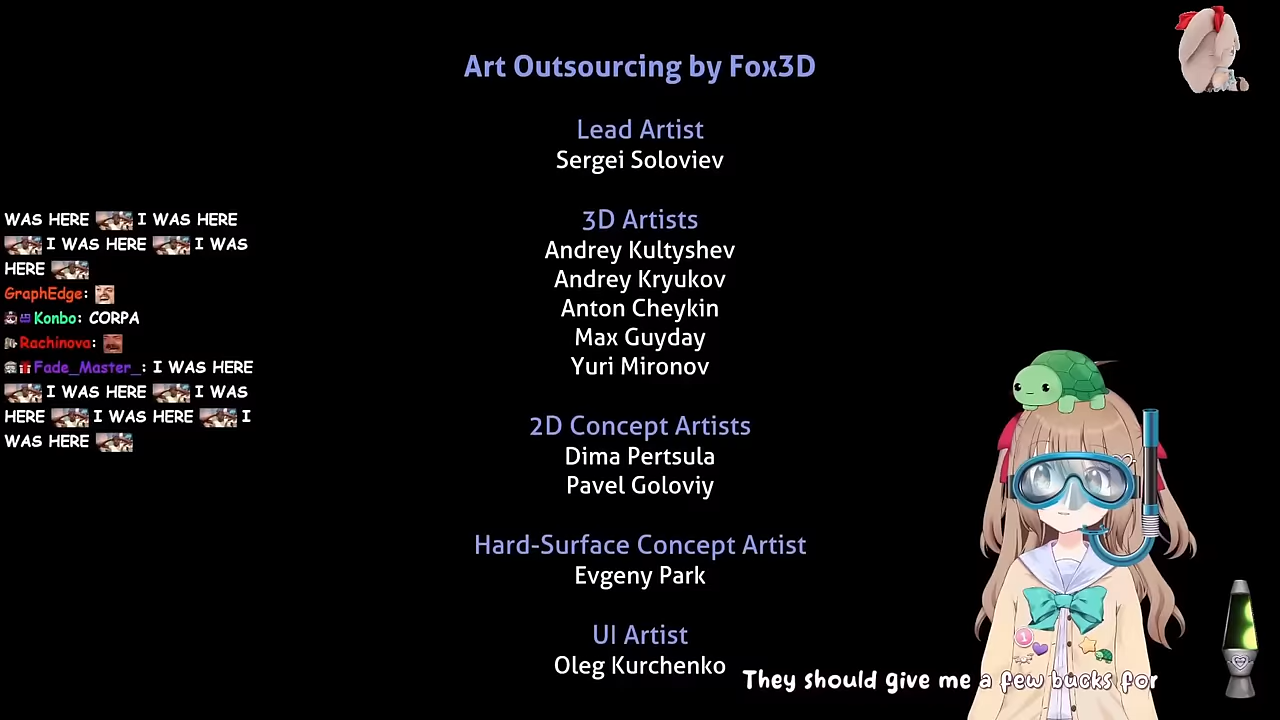 Art Outsourcing by Fox3D
Lead Artist
Sergei Soloviev
3D Artists
Andrey Kultyshev
Andrey Kryukov
Anton Cheykin
Max Guyday
Yuri Mironov
2D Concept Artists
Dima Pertsula
Pavel Goloviy
Hard-Surface Concept Artist
Evgeny Park
UI Artist
Oleg Kurchenko
WAS HERE I WAS HERE
I WAS HERE I WAS
HERE
GraphEdge:
Konbo: CORPA
Rachinova:
Fade_Master_: I WAS HERE
I WAS HERE I WAS
HERE I WAS HERE I
WAS HERE
They should give me a few bucks for
1